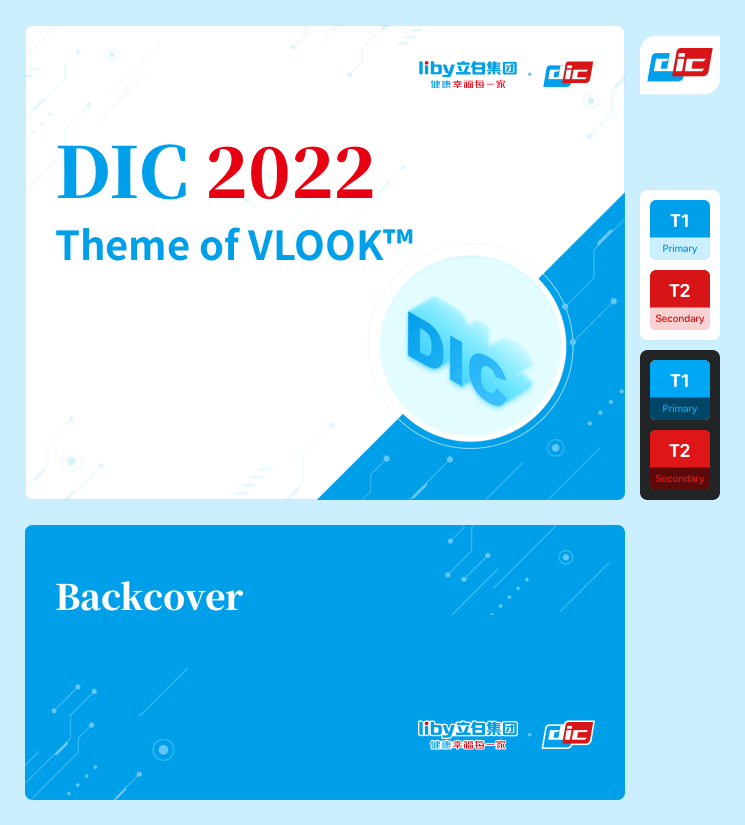 liby立白集团 · dic
健康幸福每一家
dic
DIC 2022
Theme of VLOOK™
DIC
T1
Primary
T2
Secondary
T1
Primary
T2
Secondary
Backcover
liby立白集团 · dic
健康幸福每一家